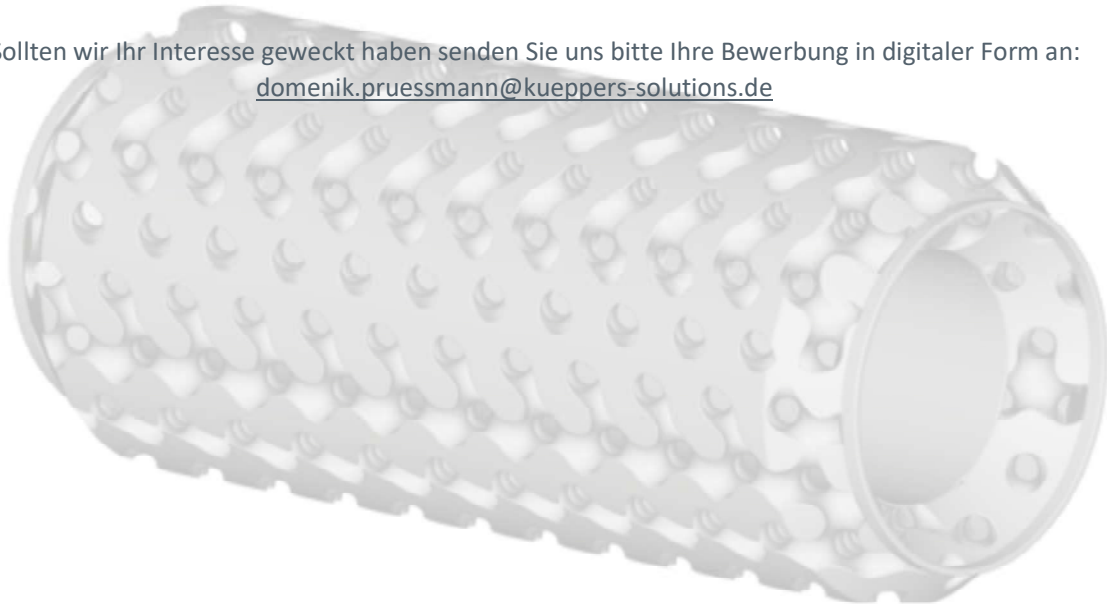 Sollten wir Ihr Interesse geweckt haben senden Sie uns bitte Ihre Bewerbung in digitaler Form an:
domenik.pruessmann@kueppers-solutions.de